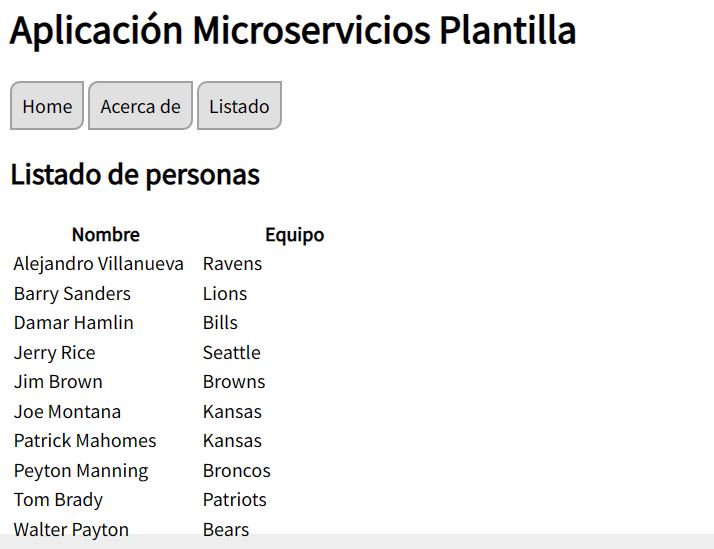 Aplicación Microservicios Plantilla
Home Acerca de Listado
Listado de personas
Nombre Equipo
Alejandro Villanueva Ravens
Barry Sanders Lions
Damar Hamlin Bills
Jerry Rice Seattle
Jim Brown Browns
Joe Montana Kansas
Patrick Mahomes Kansas
Peyton Manning Broncos
Tom Brady Patriots
Walter Payton Bears